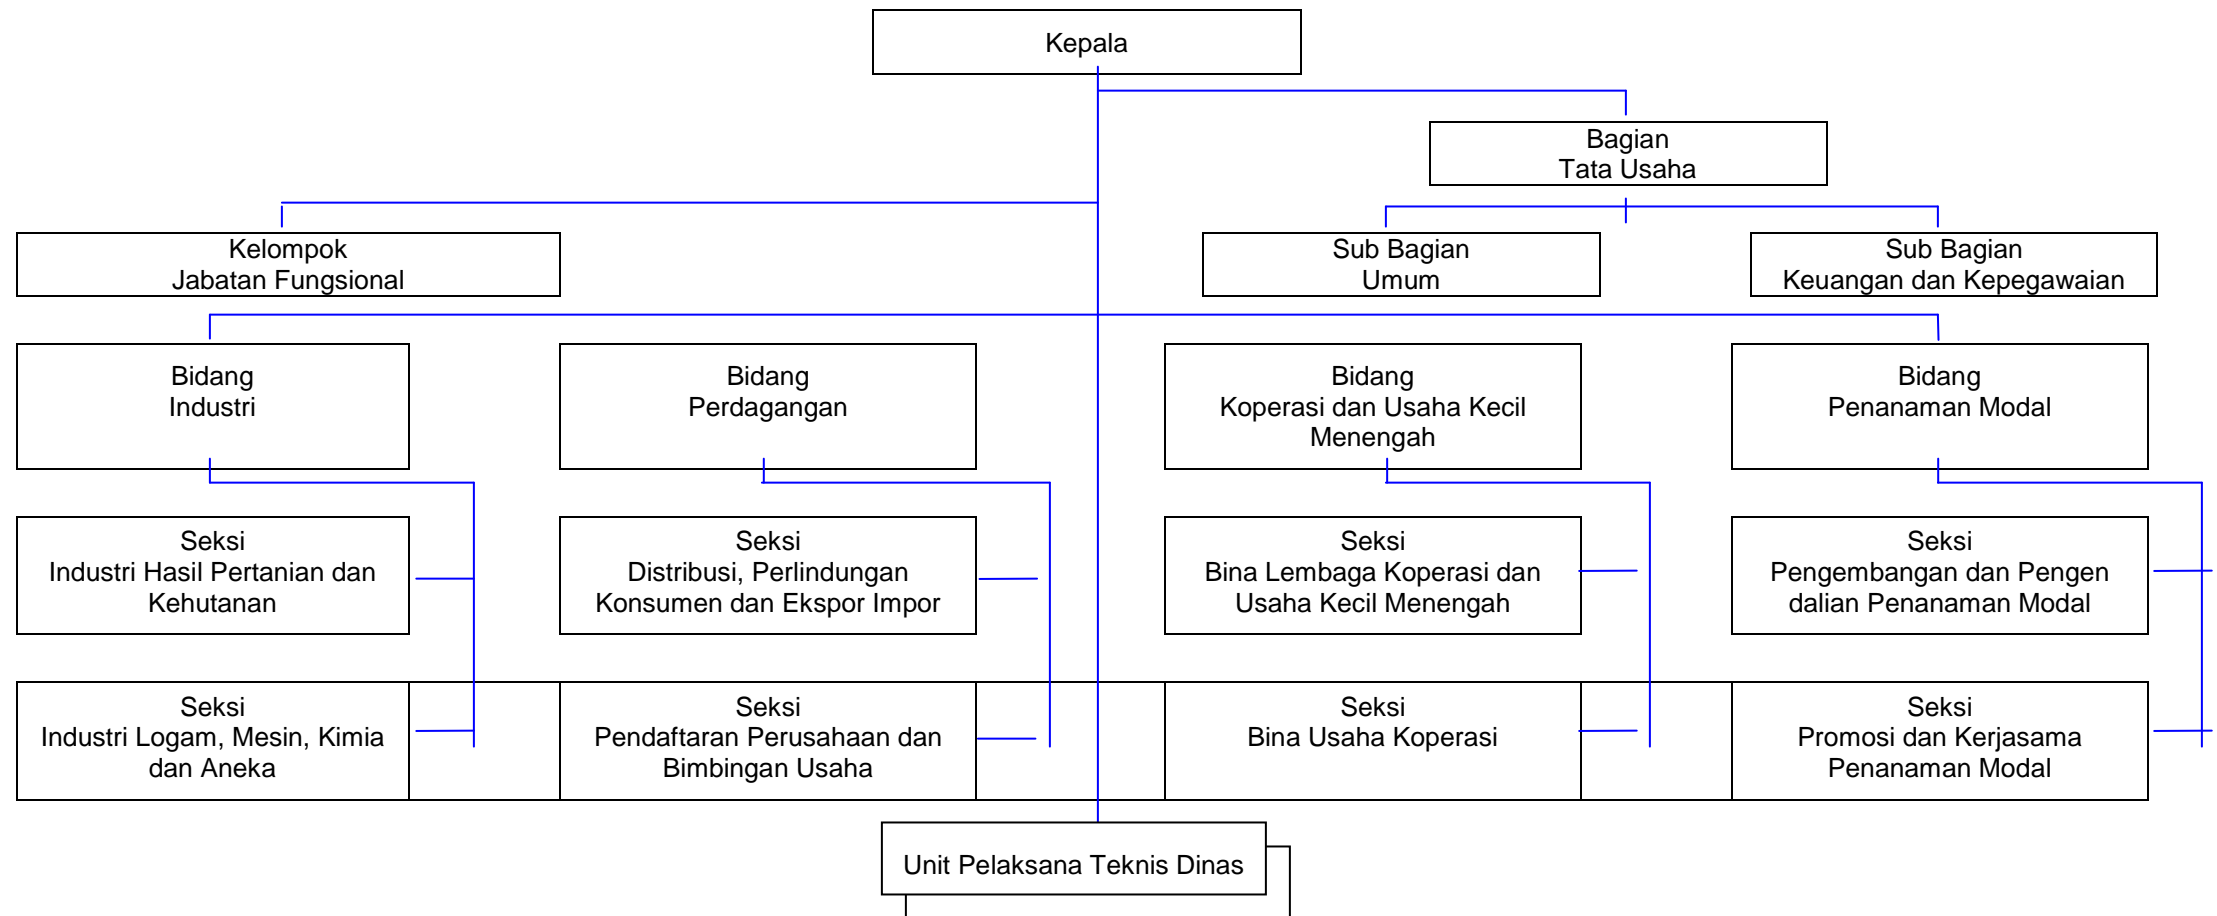 Kepala
Bagian
Tata Usaha
Kelompok
Jabatan Fungsional
Sub Bagian
Umum
Sub Bagian
Keuangan dan Kepegawaian
Bidang
Industri
Bidang
Perdagangan
Bidang
Koperasi dan Usaha Kecil
Menengah
Bidang
Penanaman Modal
Seksi
Industri Hasil Pertanian dan
Kehutanan
Seksi
Distribusi, Perlindungan
Konsumen dan Ekspor Impor
Seksi
Bina Lembaga Koperasi dan
Usaha Kecil Menengah
Seksi
Pengembangan dan Pengen
dalian Penanaman Modal
Seksi
Industri Logam, Mesin, Kimia
dan Aneka
Seksi
Pendaftaran Perusahaan dan
Bimbingan Usaha
Seksi
Bina Usaha Koperasi
Seksi
Promosi dan Kerjasama
Penanaman Modal
Unit Pelaksana Teknis Dinas